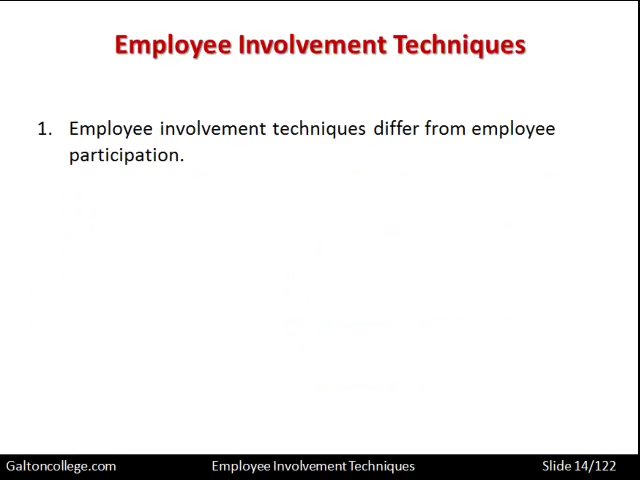 Employee Involvement Techniques
1. Employee involvement techniques differ from employee
participation.
Galtoncollege.com Employee Involvement Techniques Slide 14/122